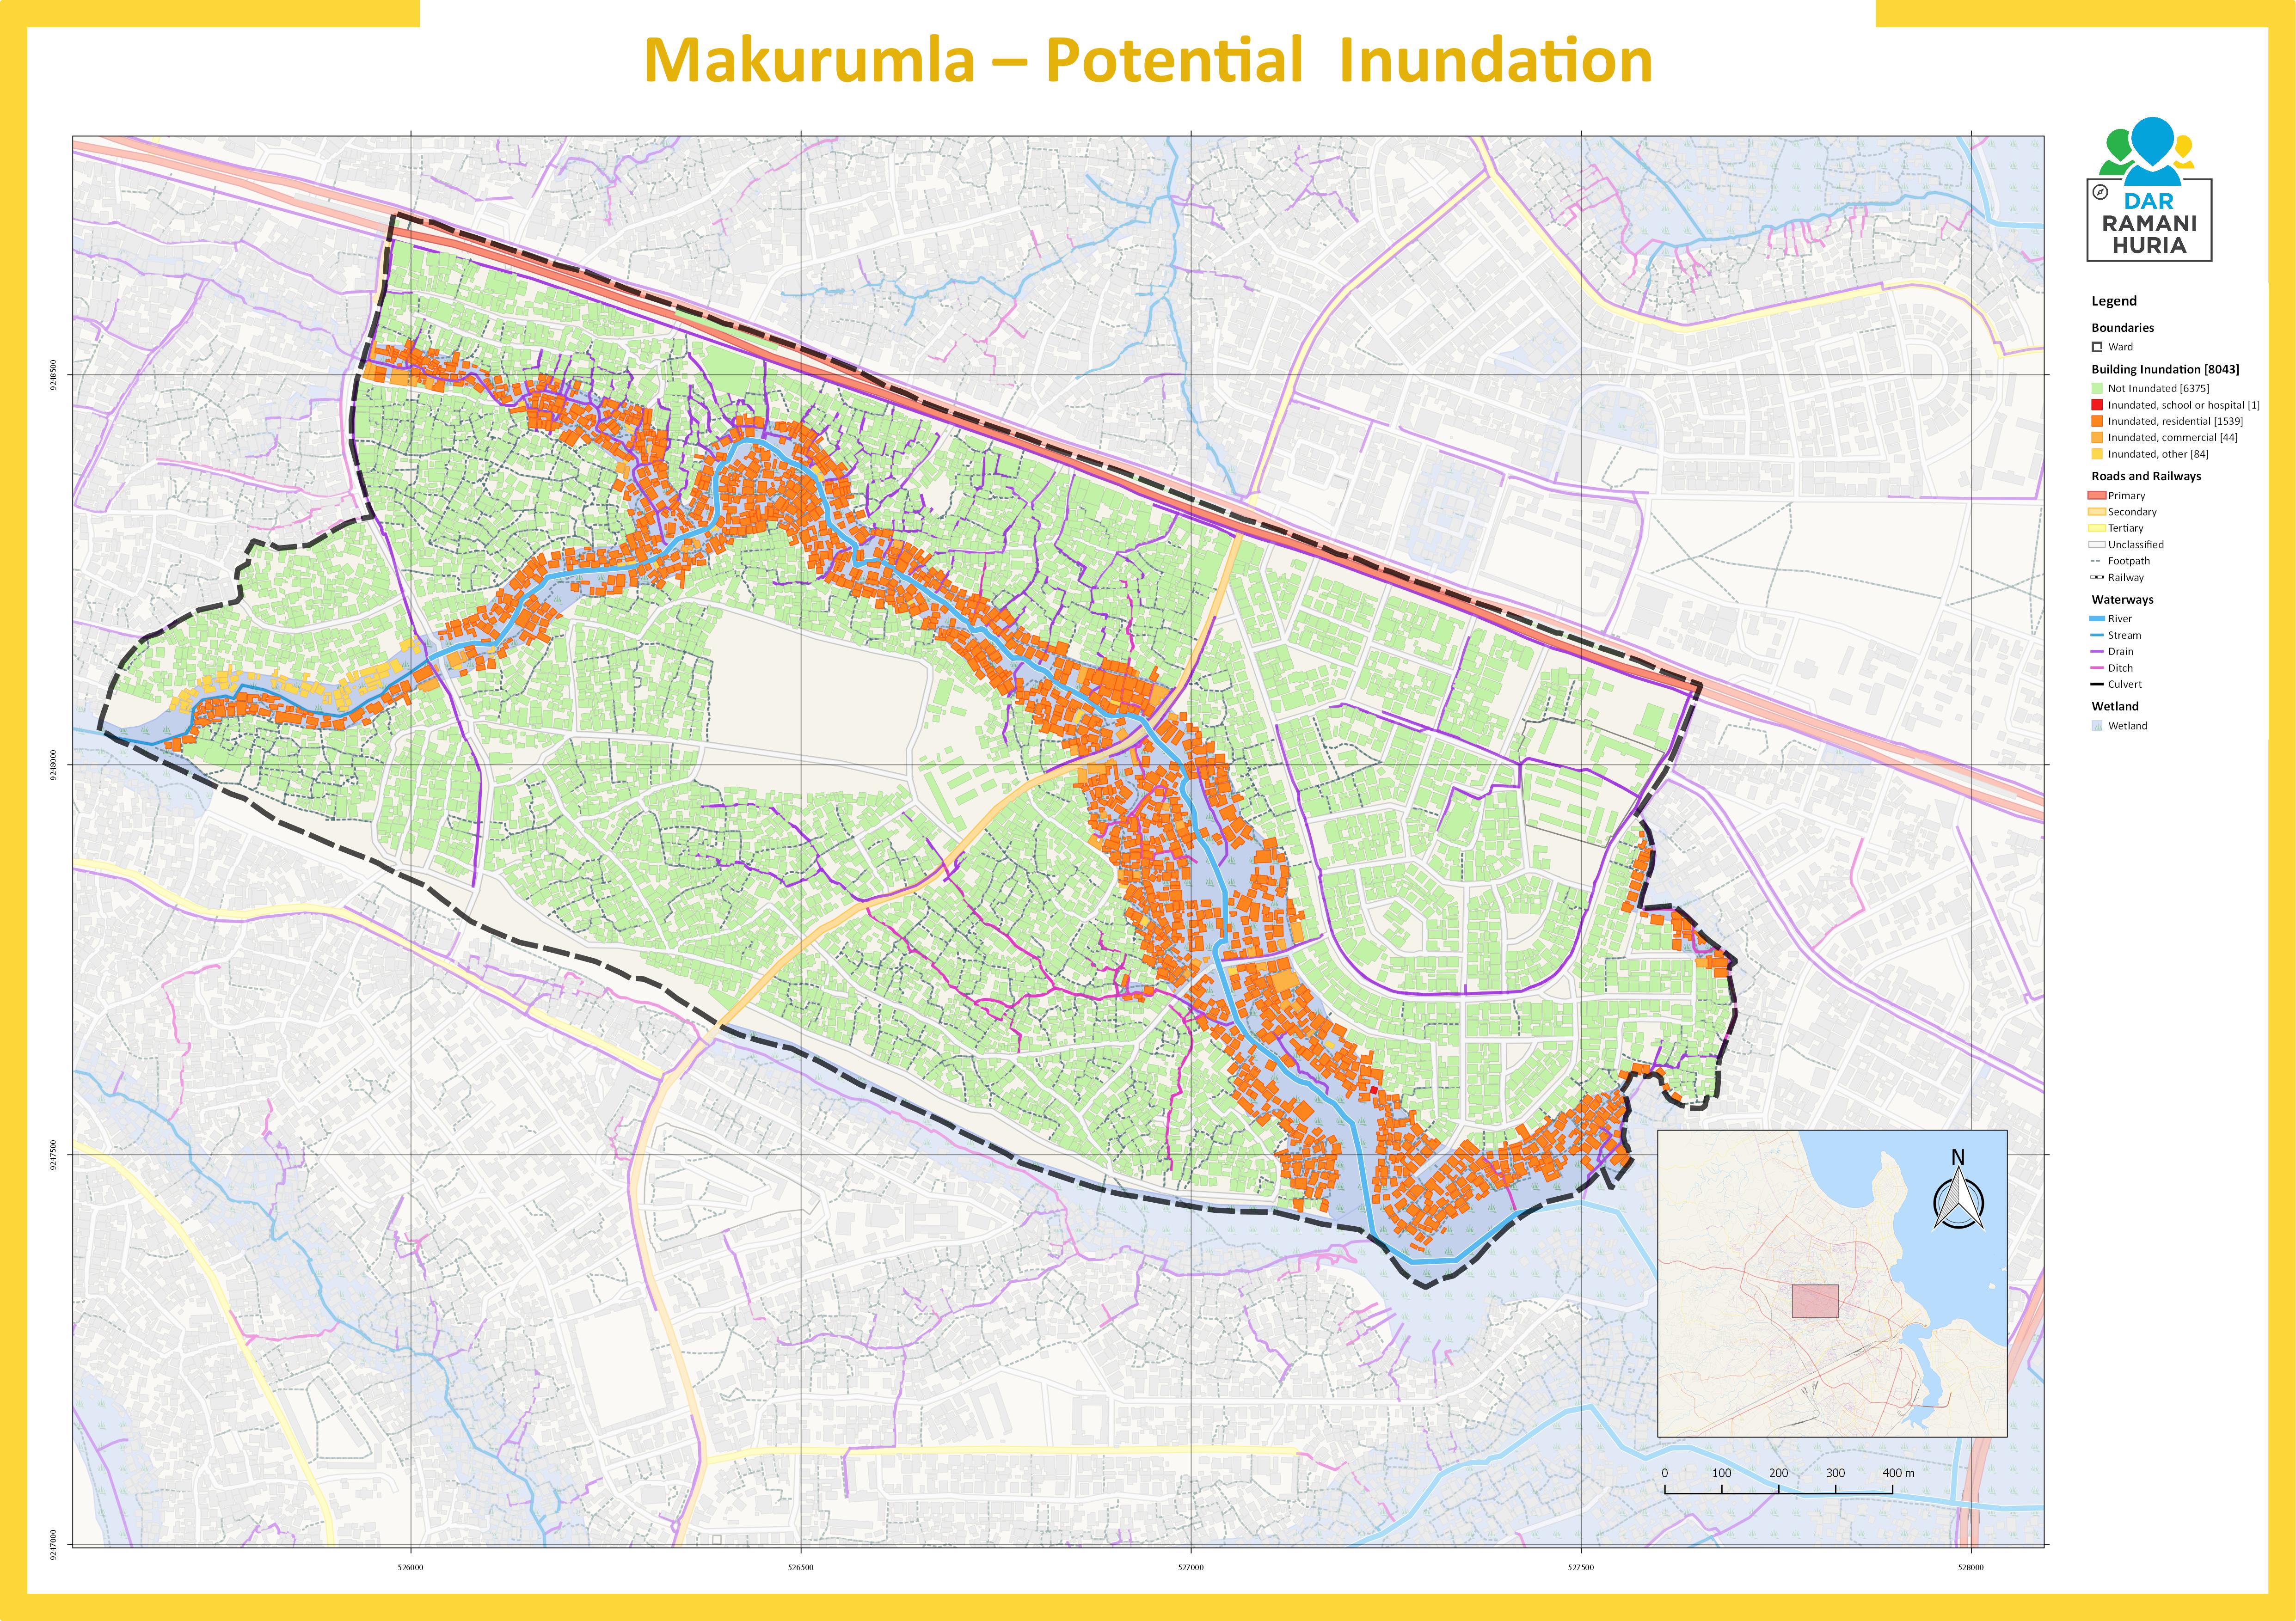 Makurumla – Potential  Inundation
DAR
RAMANI
HURIA
Legend
Boundaries
Ward
Building Inundation [8043]
Not Inundated [6375]
Inundated, school or hospital [1]
Inundated, residential [1539]
Inundated, commercial [44]
Inundated, other [84]
Roads and Railways
Primary
Secondary
Tertiary
Unclassified
Footpath
Railway
Waterways
River
Stream
Drain
Ditch
Culvert
Wetland
Wetland
9248500
9248000
9247500
9247000
N
0 100 200 300 400 m
526000 526500 527000 527500 528000